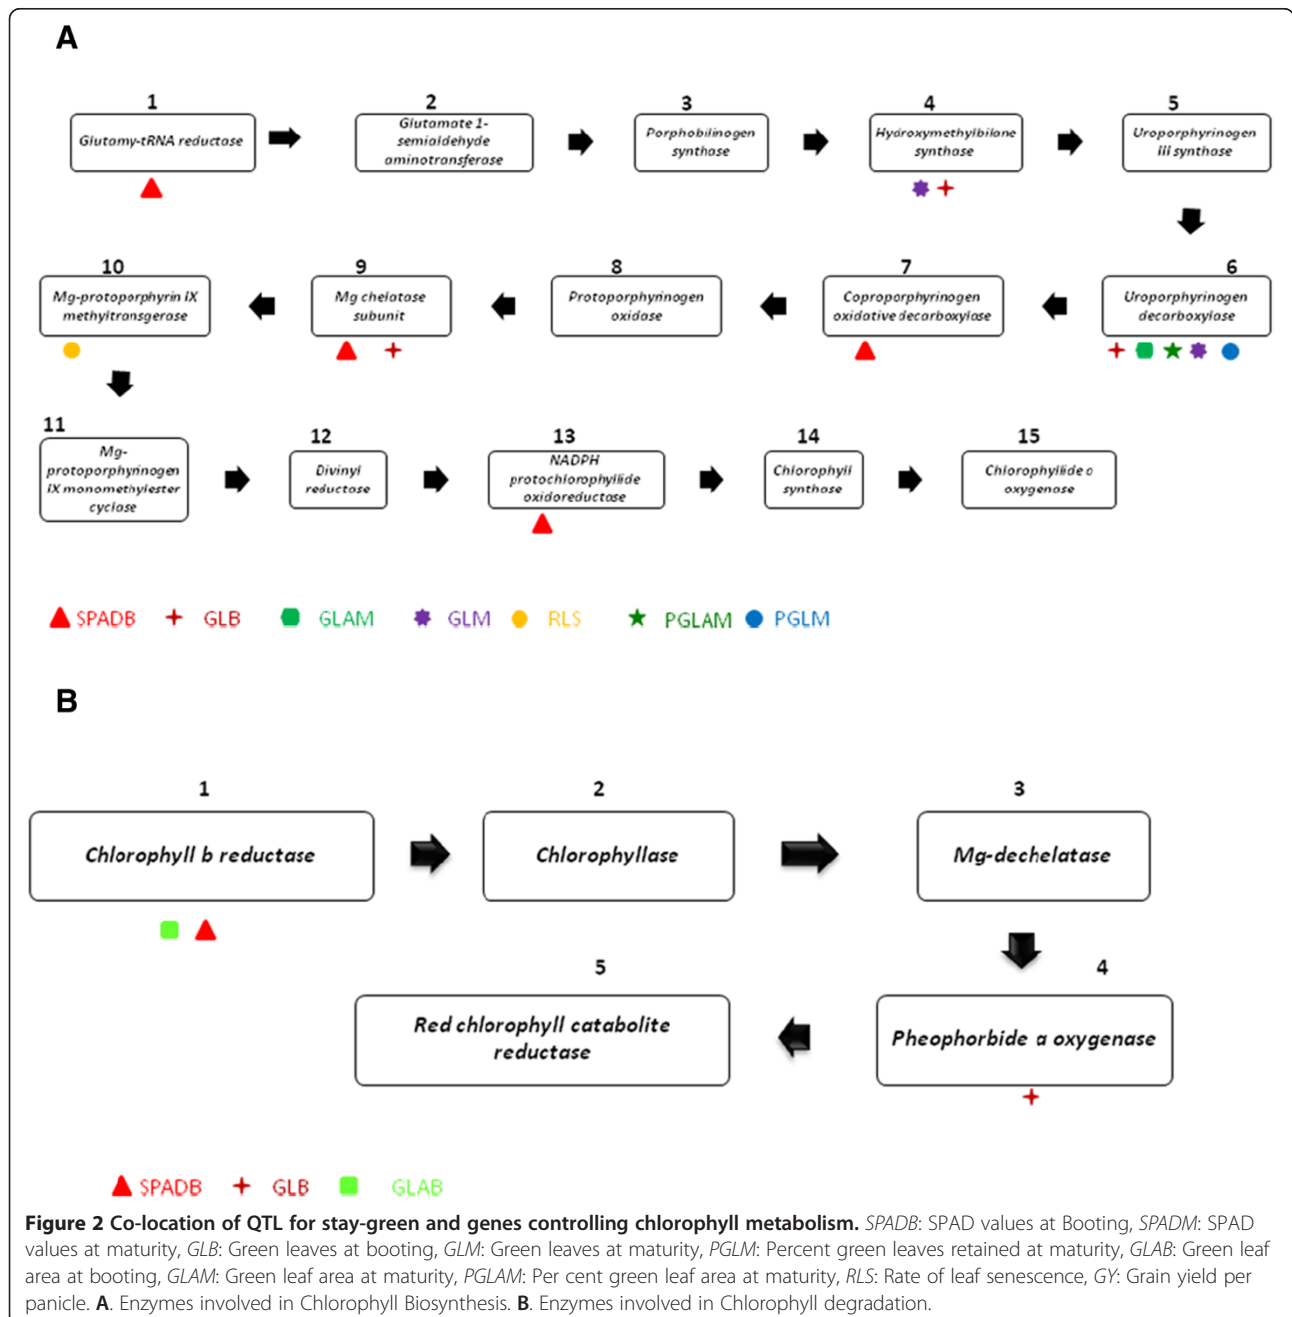 A
1
Glutamy-tRNA reductase
2
Glutamate 1-
semialdehyde
aminotransferase
3
Porphobilinogen
synthase
4
Hydroxymethylbilane
synthase
5
Uroporphyrinogen
iii synthase
10
Mg-protoporphyrin IX
methyltransgerase
9
Mg chelatase
subunit
8
Protoporphyrinogen
oxidase
7
Coproporphyrinogen
oxidative decarboxylase
6
Uroporphyrinogen
decarboxylase
11
Mg-
protoporphyrinogen
IX monomethylester
cyclase
12
Divinyl
reductase
13
NADPH
protochlorophyllide
oxidoreductase
14
Chlorophyll
synthase
15
Chlorophyllide a
oxygenase
SPADB GLB GLAM GLM RLS PGLAM PGLM
B
1
Chlorophyll b reductase
2
Chlorophyllase
3
Mg-dechelatase
5
Red chlorophyll catabolite
reductase
4
Pheophorbide a oxygenase
SPADB GLB GLAB
Figure 2 Co-location of QTL for stay-green and genes controlling chlorophyll metabolism. SPADB: SPAD values at Booting, SPADM: SPAD
values at maturity, GLB: Green leaves at booting, GLM: Green leaves at maturity, PGLM: Percent green leaves retained at maturity, GLAB: Green leaf
area at booting, GLAM: Green leaf area at maturity, PGLAM: Per cent green leaf area at maturity, RLS: Rate of leaf senescence, GY: Grain yield per
panicle. A. Enzymes involved in Chlorophyll Biosynthesis. B. Enzymes involved in Chlorophyll degradation.